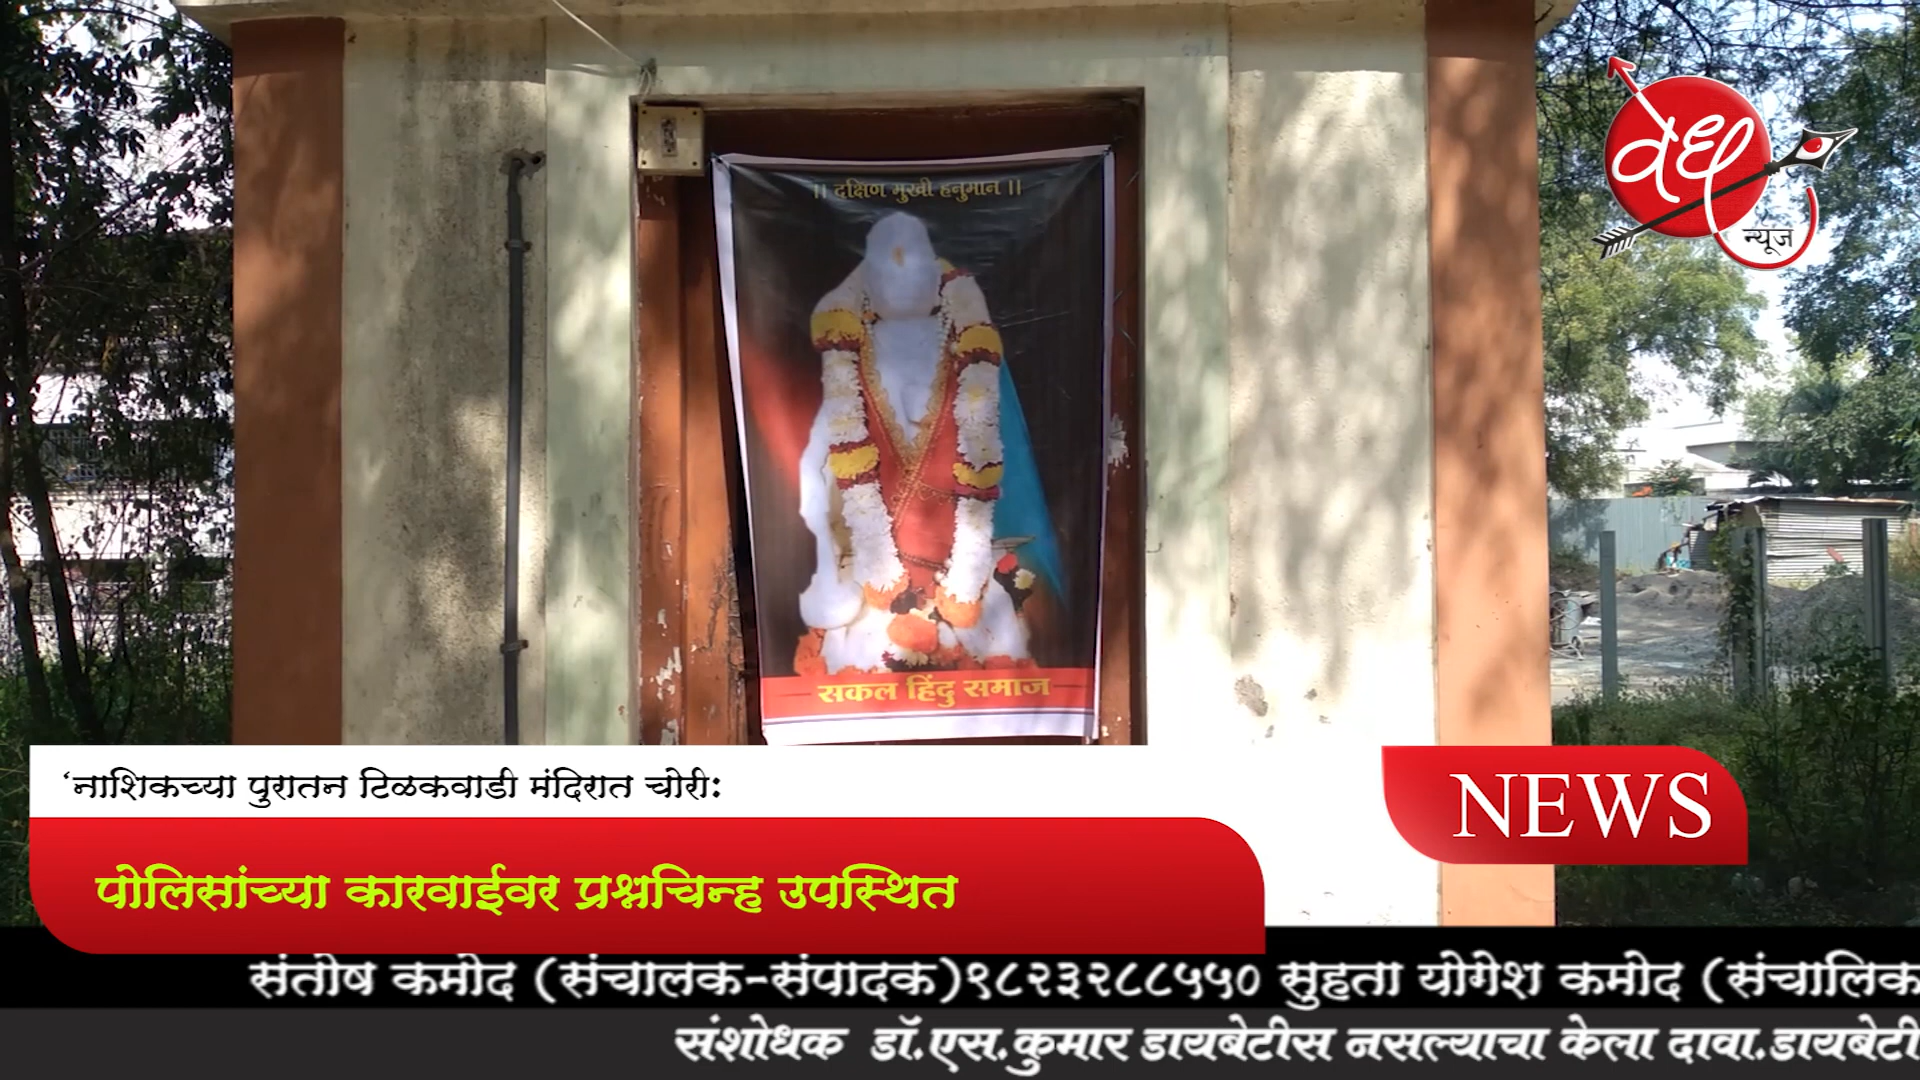 ।। दक्षिण मुखी हनुमान ।।
वेध
न्यूज
सकल हिंदु समाज
‘नाशिकच्या पुरातन टिळकवाडी मंदिरात चोरी:
NEWS
पोलिसांच्या कारवाईवर प्रश्नचिन्ह उपस्थित
संतोष कमोद (संचालक-संपादक)९८२३२८८५५० सुहता योगेश कमोद (संचालिक
संशोधक डॉ.एस.कुमार डायबेटीस नसल्याचा केला दावा.डायबेटी